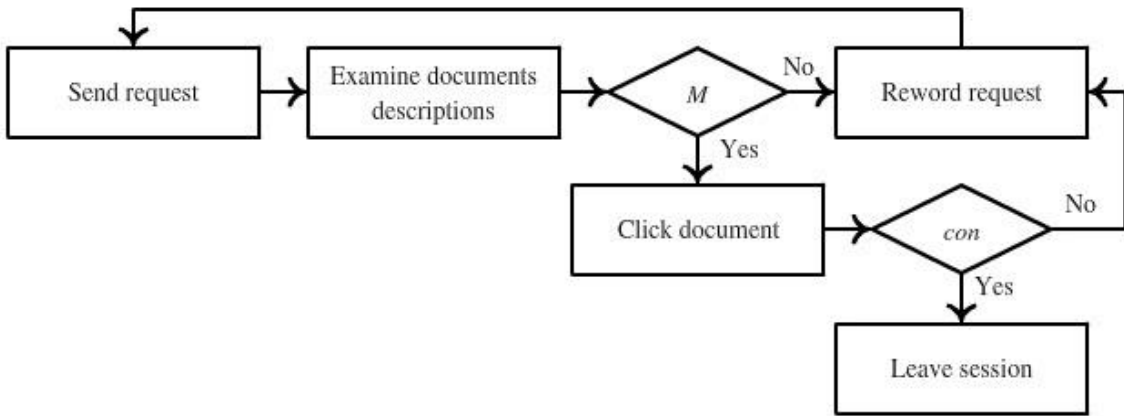 Send request
Examine documents
descriptions
M
No
Reword request
Yes
Click document
con
No
Yes
Leave session